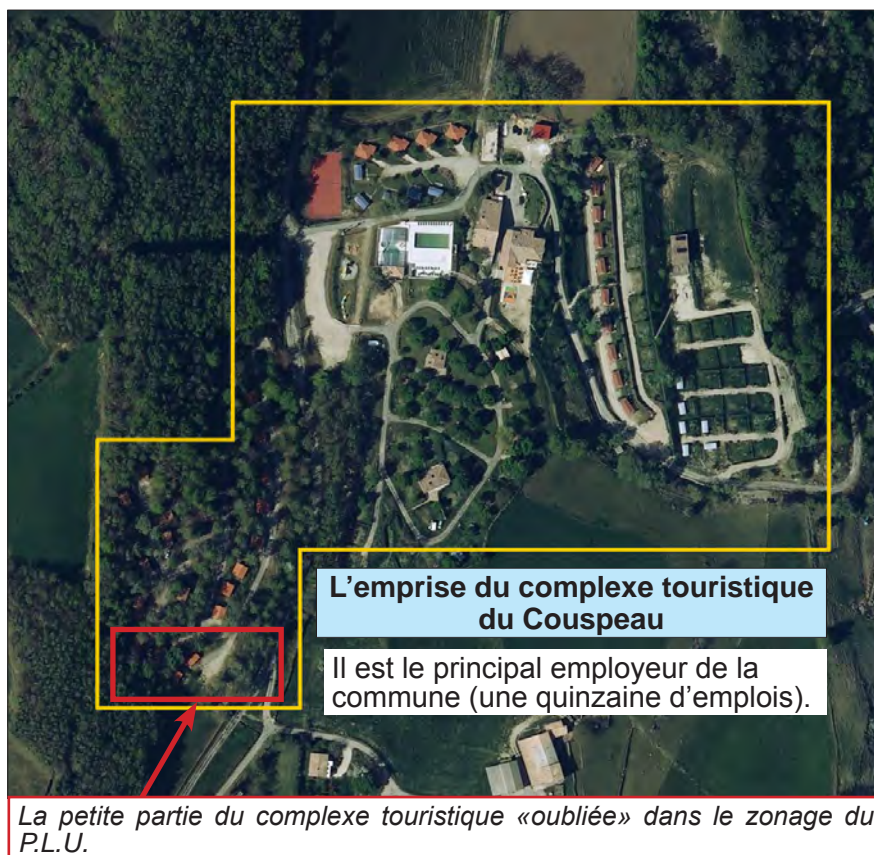 L'emprise du complexe touristique
du Couspeau
Il est le principal employeur de la
commune (une quinzaine d'emplois).
La petite partie du complexe touristique «oubliée» dans le zonage du
P.L.U.